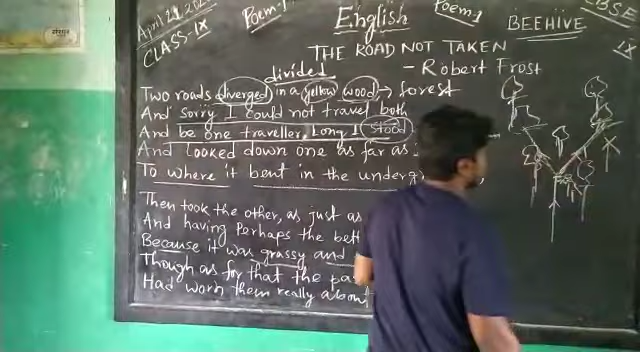 April 21, 202
CLASS-IX
Poem-1
English
Poem1
BEEHIVE
CBSE
IX
THE ROAD NOT TAKEN
- Robert Frost
divided
Two roads diverged in a yellow wood → forest
And sorry I could not travel both
And be one traveller, Long I stood
And Looked down one as far as I
To where it bent in the underg
Then took the other, as just as
And having Perhaps the bett
Because it was grassy and
Though as for that the pa
Had worn them really about